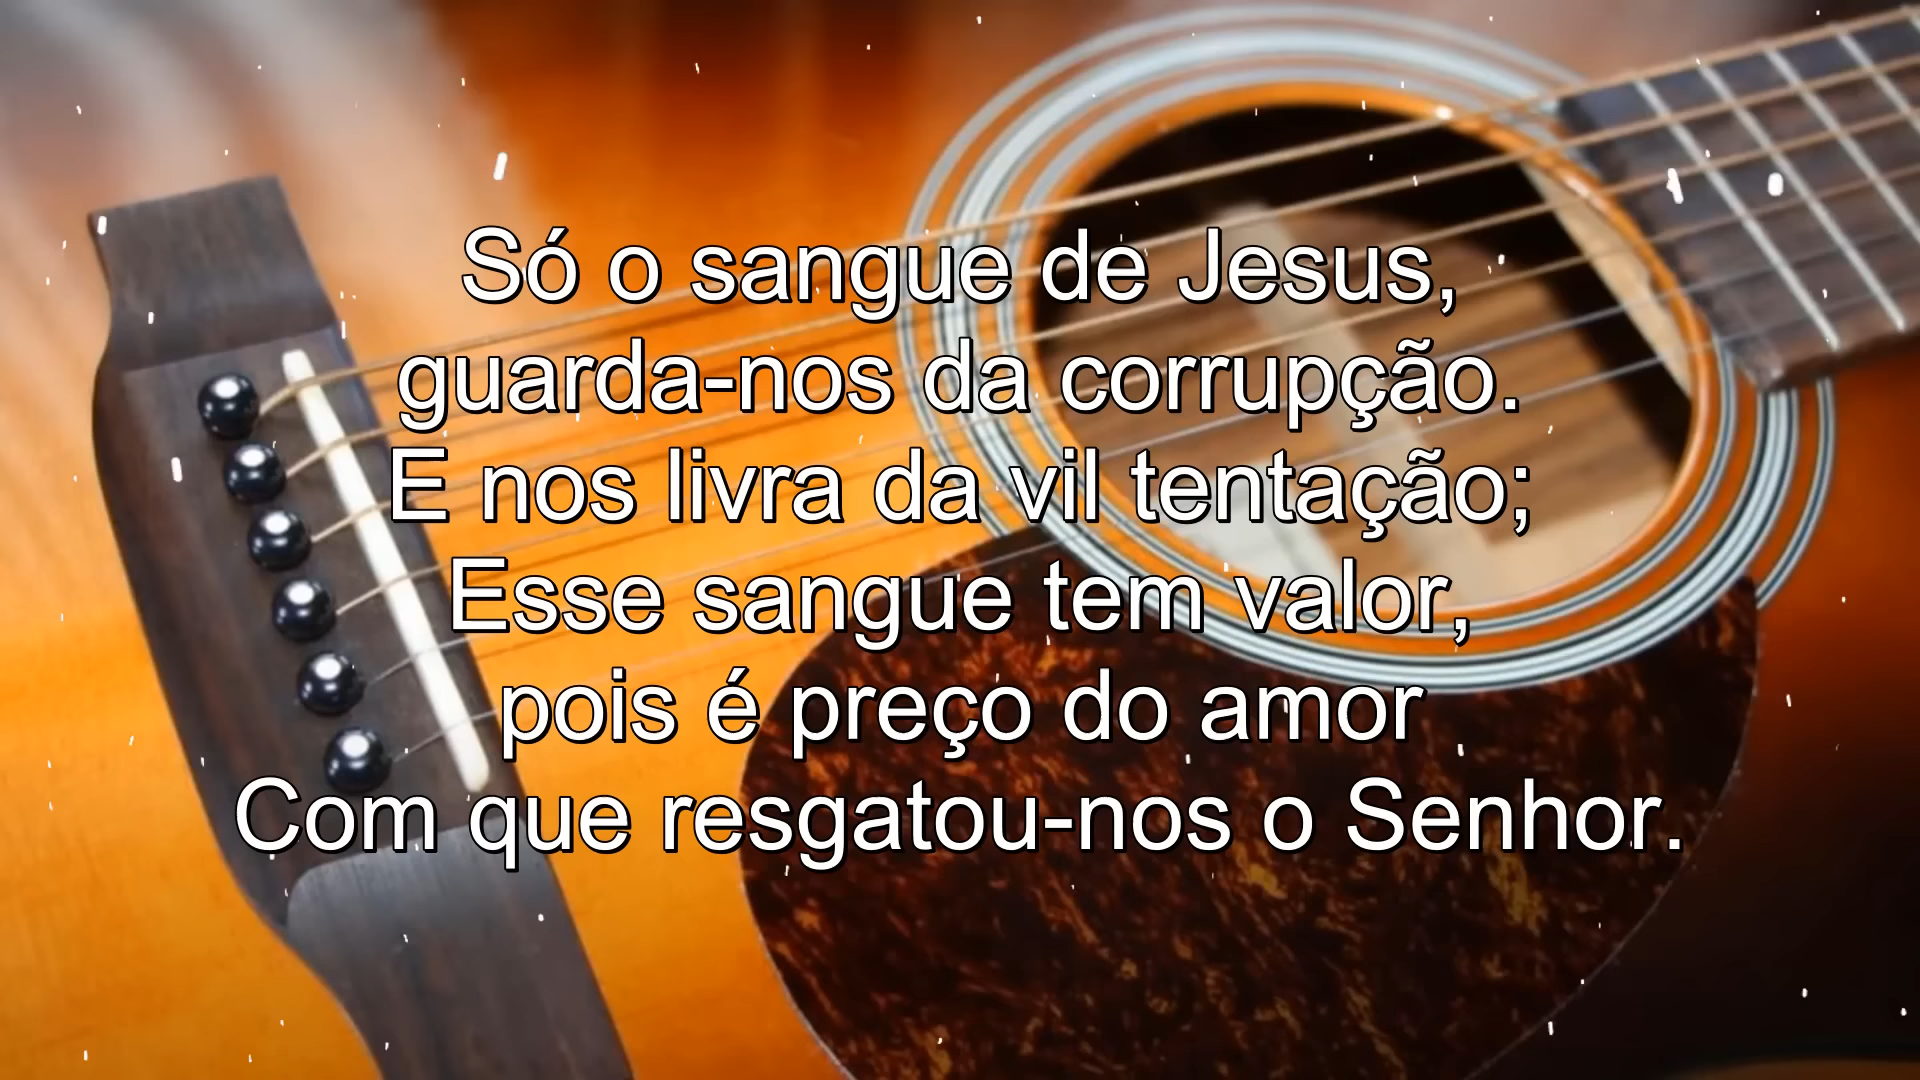 Só o sangue de Jesus,
guarda-nos da corrupção.
E nos livra da vil tentação;
Esse sangue tem valor,
pois é preço do amor
Com que resgatou-nos o Senhor.